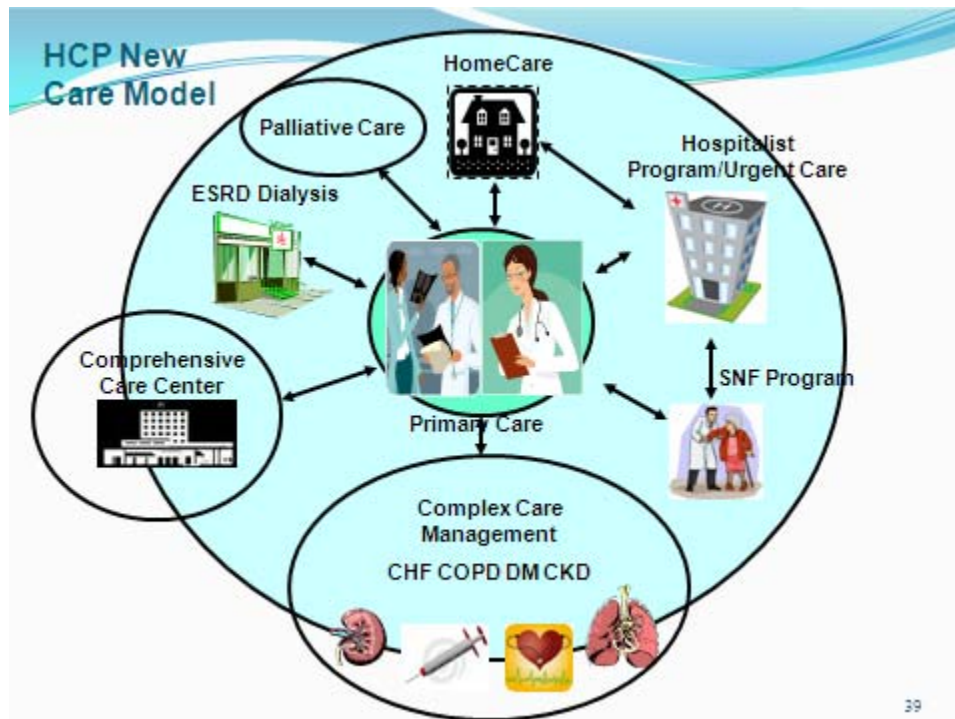 HCP New
Care Model
HomeCare
Palliative Care
Hospitalist
Program/Urgent Care
ESRD Dialysis
H
Comprehensive
Care Center
SNF Program
Primary Care
Complex Care
Management
CHF COPD DM CKD
39